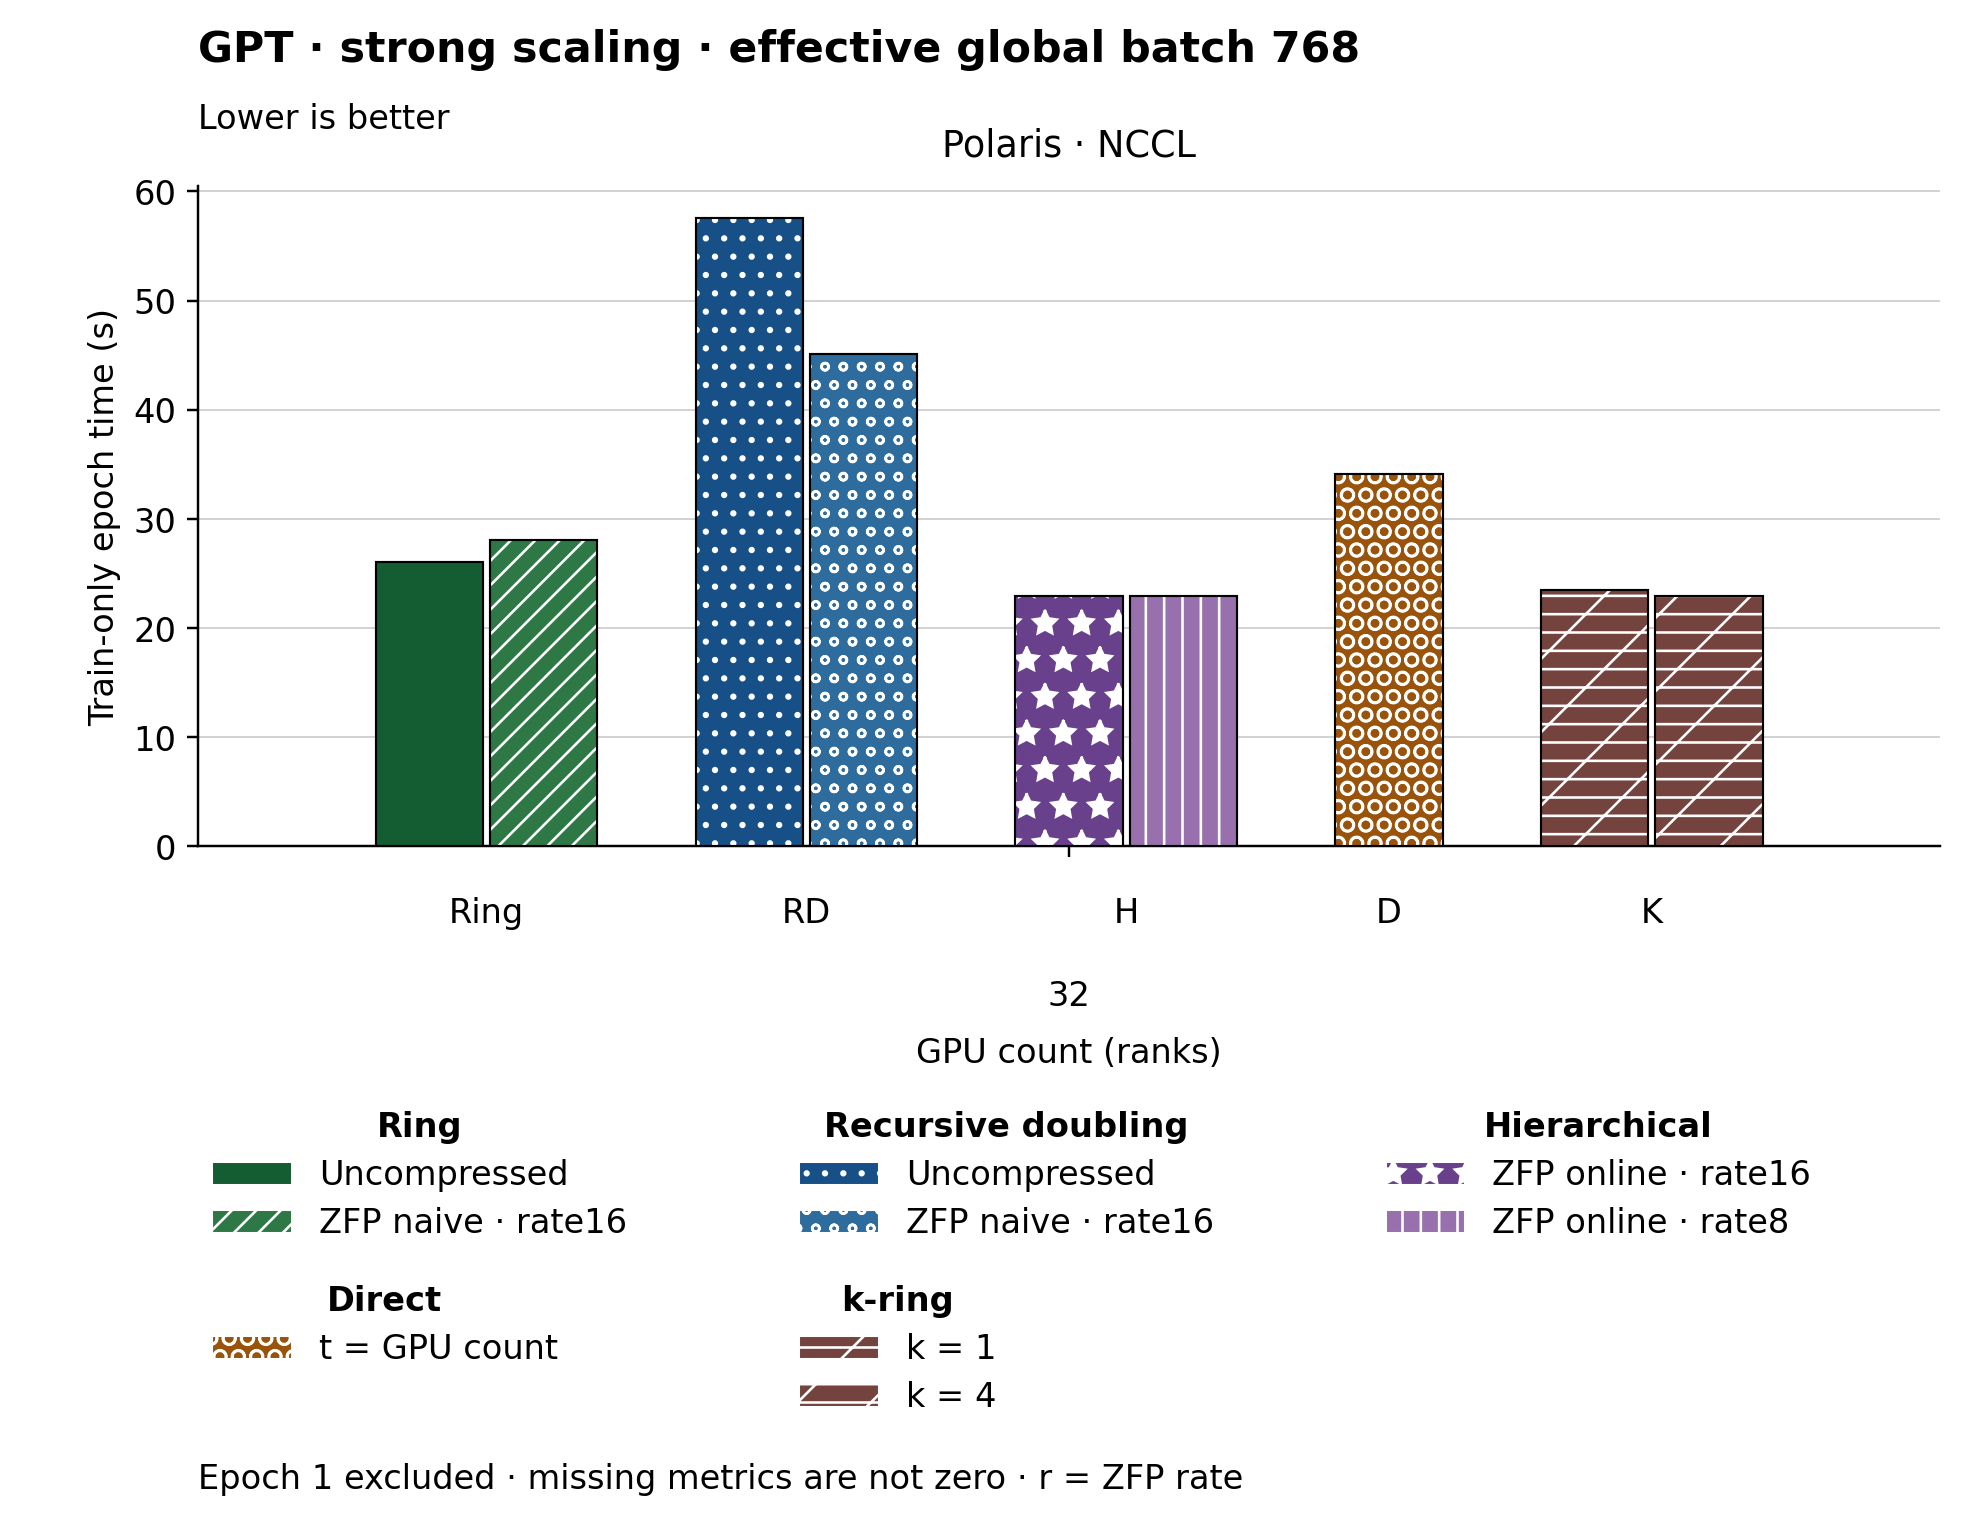 GPT · strong scaling · effective global batch 768
Lower is better
Polaris · NCCL
Train-only epoch time (s)
60
50
40
30
20
10
0
Ring RD H D K
32
GPU count (ranks)
Ring
Uncompressed
ZFP naive · rate16
Recursive doubling
Uncompressed
ZFP naive · rate16
Hierarchical
ZFP online · rate16
ZFP online · rate8
Direct
t = GPU count
k-ring
k = 1
k = 4
Epoch 1 excluded · missing metrics are not zero · r = ZFP rate